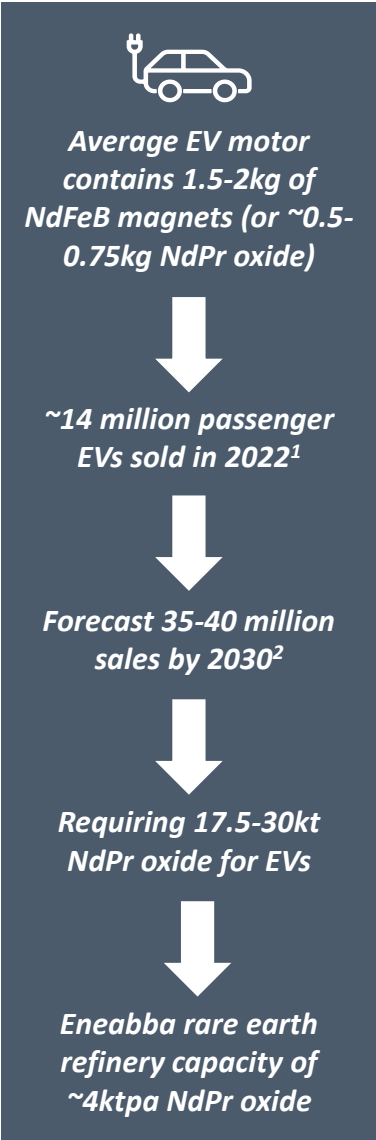 Average EV motor
contains 1.5-2kg of
NdFeB magnets (or ~0.5-
0.75kg NdPr oxide)
~14 million passenger
EVs sold in 2022¹
Forecast 35-40 million
sales by 2030²
Requiring 17.5-30kt
NdPr oxide for EVs
Eneabba rare earth
refinery capacity of
~4ktpa NdPr oxide